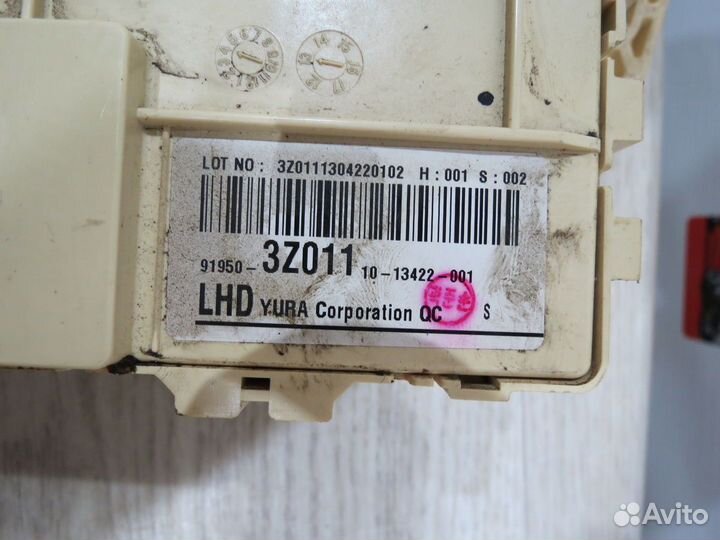 LOT NO : 3Z0111304220102 H : 001 S : 002
91950- 3Z011 10-13422-001
LHD YURA Corporation QC S
Avito